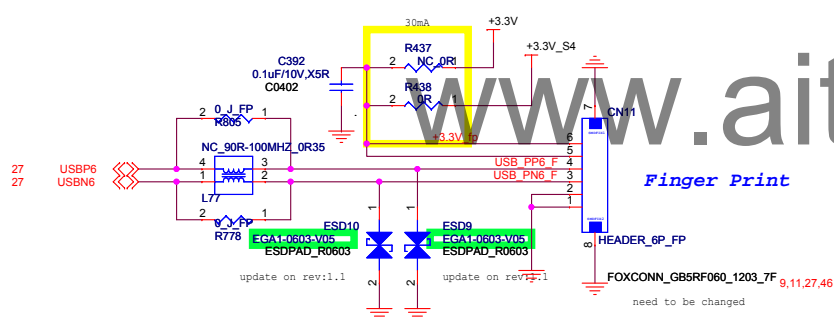 30mA
+3.3V
+3.3V_S4
R437
2 NC_0R 1
R438
2 0R 1
C392
0.1uF/10V,X5R
C0402
www.ait
7
CN11
+3.3V_fp
6
5
4
3
2
1
2 0_J_FP 1
R805
NC_90R-100MHZ_0R35
4 3
1 2
L77
2 0_J_FP 1
R778
27 USBP6
27 USBN6
USB_PP6_F
USB_PN6_F
Finger Print
1 1
ESD10
EGA1-0603-V05
ESDPAD_R0603
2
update on rev:1.1
ESD9
EGA1-0603-V05
ESDPAD_R0603
2
update on rev:1.1
8
HEADER_6P_FP
FOXCONN_GB5RF060_1203_7F
9,11,27,46
need to be changed